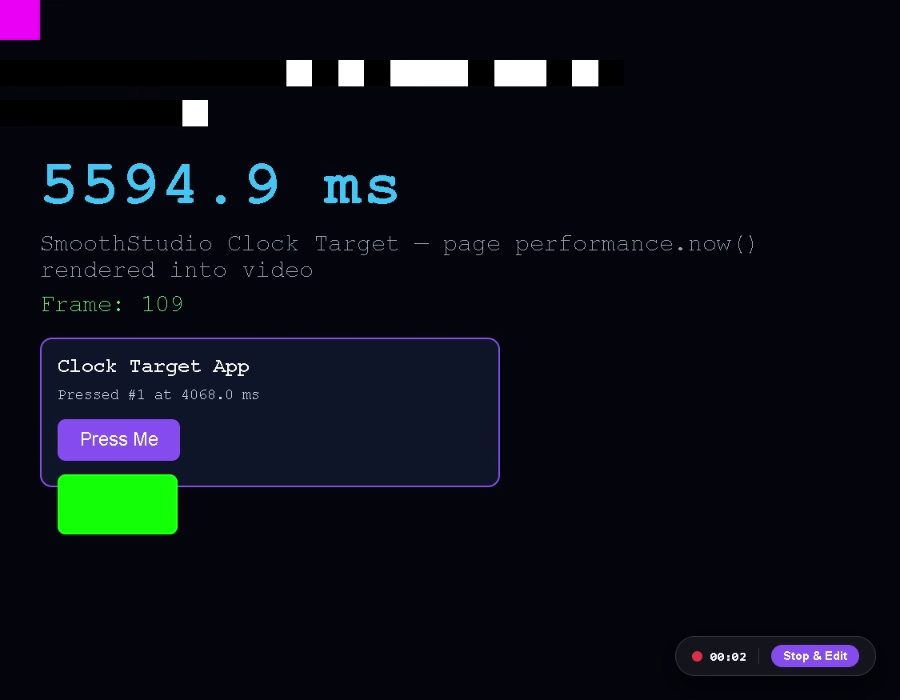 5594.9 ms
SmoothStudio Clock Target — page performance.now()
rendered into video
Frame: 109
Clock Target App
Pressed #1 at 4068.0 ms
Press Me
00:02 Stop & Edit